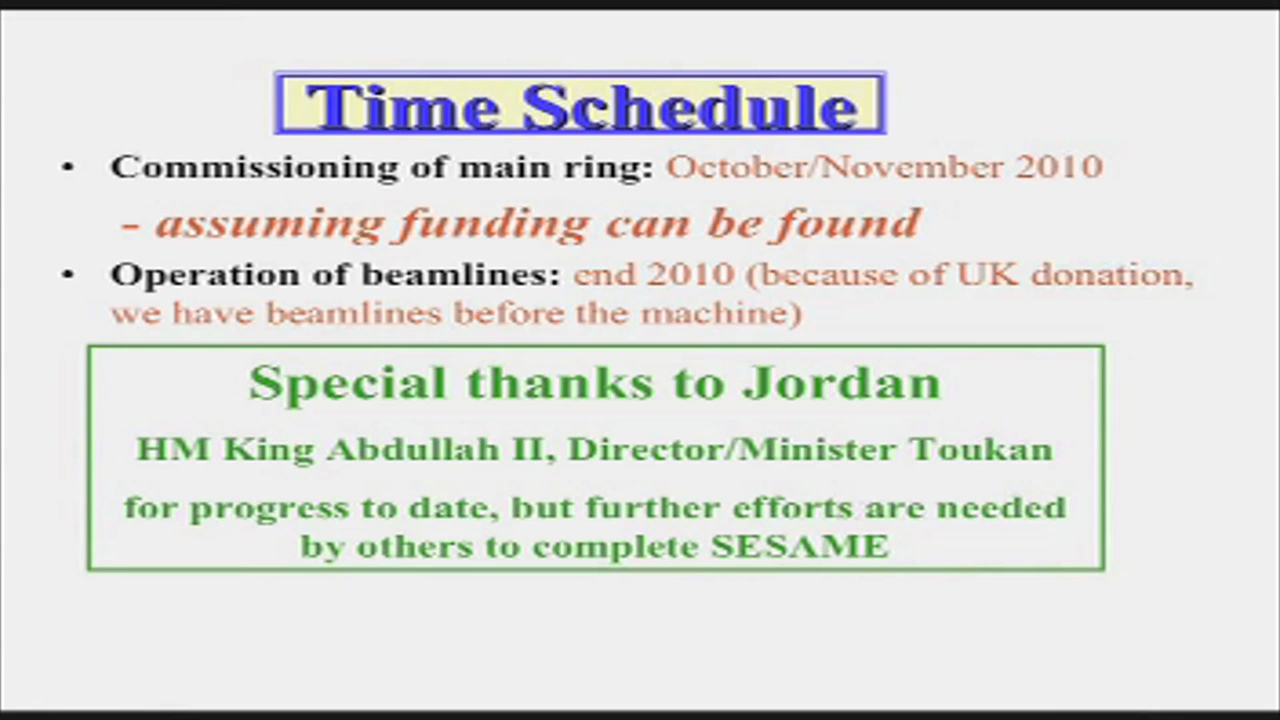 Time Schedule
• Commissioning of main ring: October/November 2010
- assuming funding can be found
• Operation of beamlines: end 2010 (because of UK donation,
we have beamlines before the machine)
Special thanks to Jordan
HM King Abdullah II, Director/Minister Toukan
for progress to date, but further efforts are needed
by others to complete SESAME